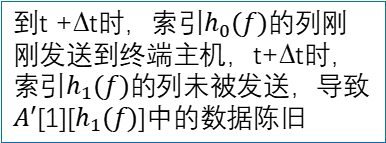 到t +Δt时，索引h₀(f)的列刚
刚发送到终端主机，t+Δt时，
索引h₁(f)的列未被发送，导致
A′[1][h₁(f)]中的数据陈旧